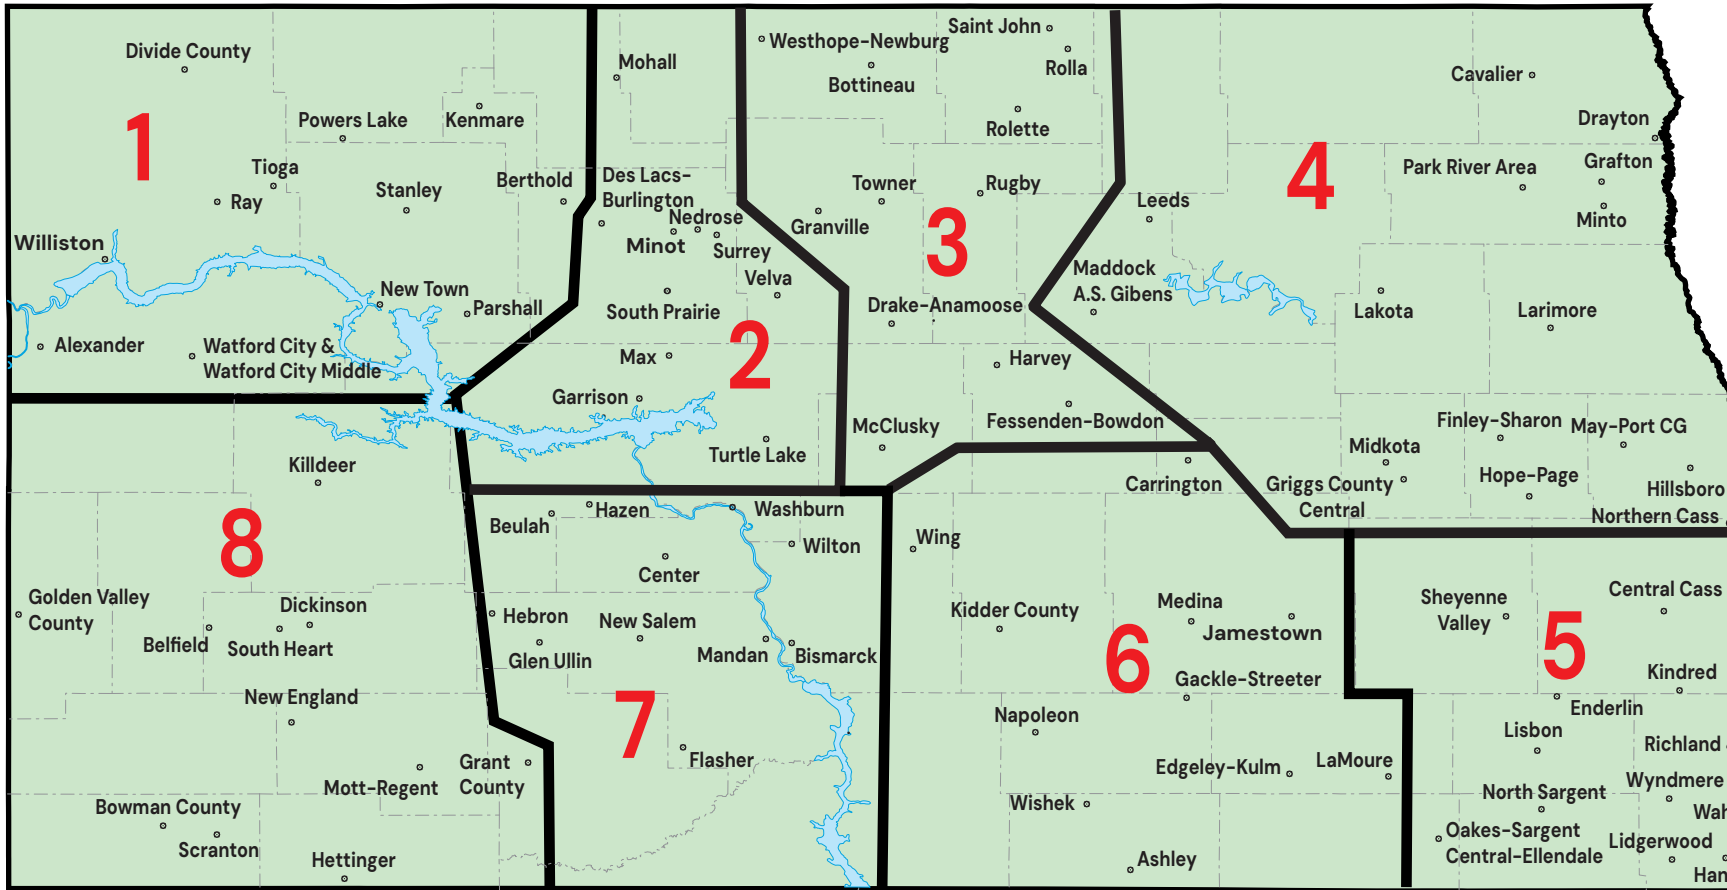 1
Divide County
Powers Lake
Kenmare
Tioga
Ray
Stanley
Berthold
Williston
New Town
Parshall
Alexander
Watford City &
Watford City Middle
2
Mohall
Des Lacs-
Burlington
Nedrose
Minot
Surrey
Velva
South Prairie
Max
Garrison
Turtle Lake
3
Westhope-Newburg
Saint John
Bottineau
Rolla
Rolette
Towner
Rugby
Granville
Drake-Anamoose
Harvey
Fessenden-Bowdon
McClusky
4
Cavalier
Drayton
Park River Area
Grafton
Minto
Leeds
Maddock
A.S. Gibens
Lakota
Larimore
Finley-Sharon
May-Port CG
Midkota
Griggs County
Central
Hope-Page
Hillsboro
Northern Cass
5
Sheyenne
Valley
Central Cass
Kindred
Enderlin
Lisbon
Richland
Wyndmere
North Sargent
Wah
Oakes-Sargent
Central-Ellendale
Lidgerwood
Han
6
Carrington
Wing
Kidder County
Medina
Jamestown
Gackle-Streeter
Napoleon
Edgeley-Kulm
LaMoure
Wishek
Ashley
7
Beulah
Hazen
Washburn
Wilton
Center
Hebron
New Salem
Glen Ullin
Mandan
Bismarck
Flasher
Grant
County
8
Killdeer
Golden Valley
County
Dickinson
Belfield
South Heart
New England
Mott-Regent
Bowman County
Scranton
Hettinger